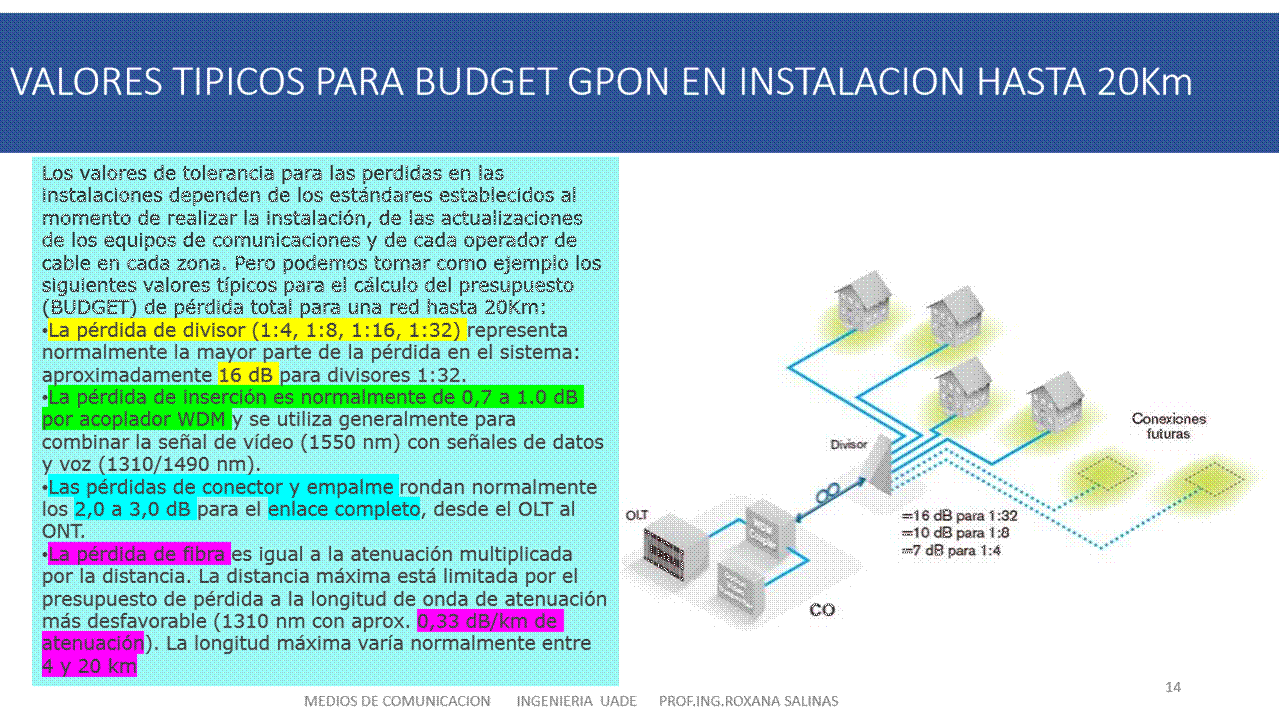 VALORES TIPICOS PARA BUDGET GPON EN INSTALACION HASTA 20Km
Los valores de tolerancia para las perdidas en las
instalaciones dependen de los estándares establecidos al
momento de realizar la instalación, de las actualizaciones
de los equipos de comunicaciones y de cada operador de
cable en cada zona. Pero podemos tomar como ejemplo los
siguientes valores típicos para el cálculo del presupuesto
(BUDGET) de pérdida total para una red hasta 20Km:
•La pérdida de divisor (1:4, 1:8, 1:16, 1:32) representa
normalmente la mayor parte de la pérdida en el sistema:
aproximadamente 16 dB para divisores 1:32.
•La pérdida de inserción es normalmente de 0,7 a 1.0 dB
por acoplador WDM y se utiliza generalmente para
combinar la señal de vídeo (1550 nm) con señales de datos
y voz (1310/1490 nm).
•Las pérdidas de conector y empalme rondan normalmente
los 2,0 a 3,0 dB para el enlace completo, desde el OLT al
ONT.
•La pérdida de fibra es igual a la atenuación multiplicada
por la distancia. La distancia máxima está limitada por el
presupuesto de pérdida a la longitud de onda de atenuación
más desfavorable (1310 nm con aprox. 0,33 dB/km de
atenuación). La longitud máxima varía normalmente entre
4 y 20 km
Conexiones
futuras
Divisor
OLT
=16 dB para 1:32
=10 dB para 1:8
=7 dB para 1:4
CO
14
MEDIOS DE COMUNICACION INGENIERIA UADE PROF.ING.ROXANA SALINAS